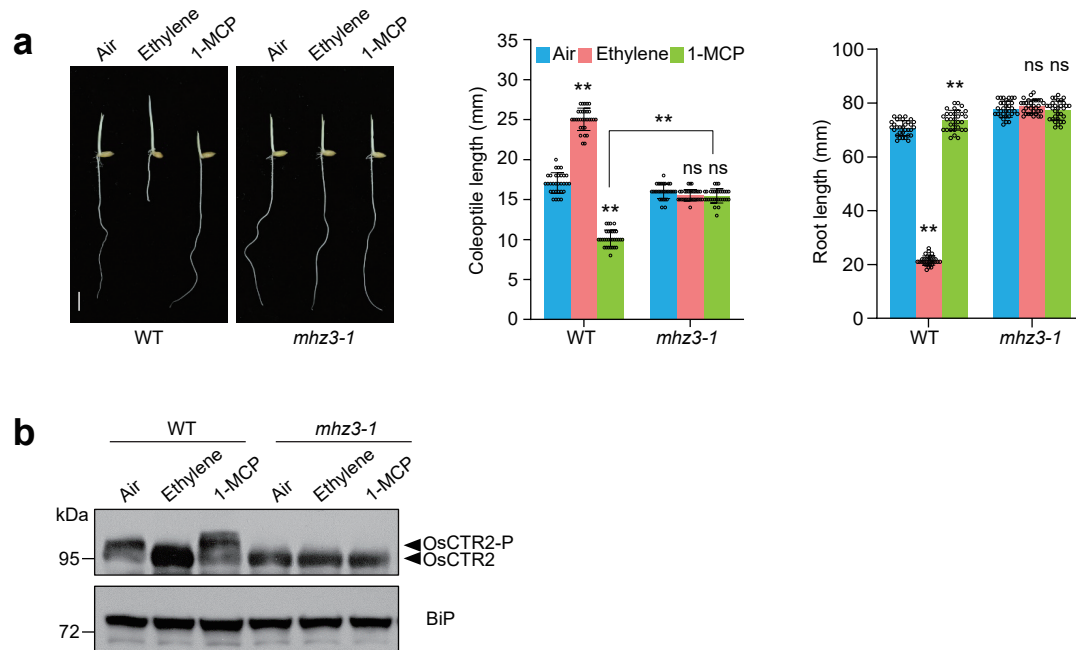 a
Air Ethylene 1-MCP Air Ethylene 1-MCP
WT mhz3-1
Coleoptile length (mm)
35
30
25
20
15
10
5
0
Air Ethylene 1-MCP
**
**
**
ns ns
WT mhz3-1
Root length (mm)
100
80
60
40
20
0
**
**
ns ns
WT mhz3-1
b
WT mhz3-1
Air Ethylene 1-MCP Air Ethylene 1-MCP
kDa
95
OsCTR2-P
OsCTR2
72
BiP